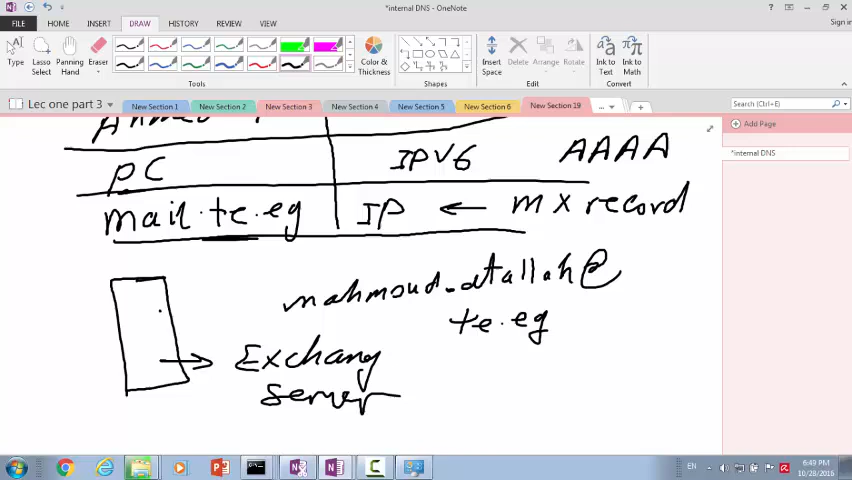 *internal DNS - OneNote
FILE HOME INSERT DRAW HISTORY REVIEW VIEW
Sign in
Type Lasso Select Panning Hand Eraser
Tools
Color & Thickness
Shapes
Insert Space Delete Arrange Rotate
Edit
Ink to Text Ink to Math
Convert
Lec one part 3 New Section 1 New Section 2 New Section 3 New Section 4 New Section 5 New Section 6 New Section 19 ... Search (Ctrl+E)
Add Page
*internal DNS
PC IPV6 AAAA
mail.te.eg IP ← mx record
mahmoud_atallah@
te.eg
Exchang
server
EN 6:49 PM
10/28/2016